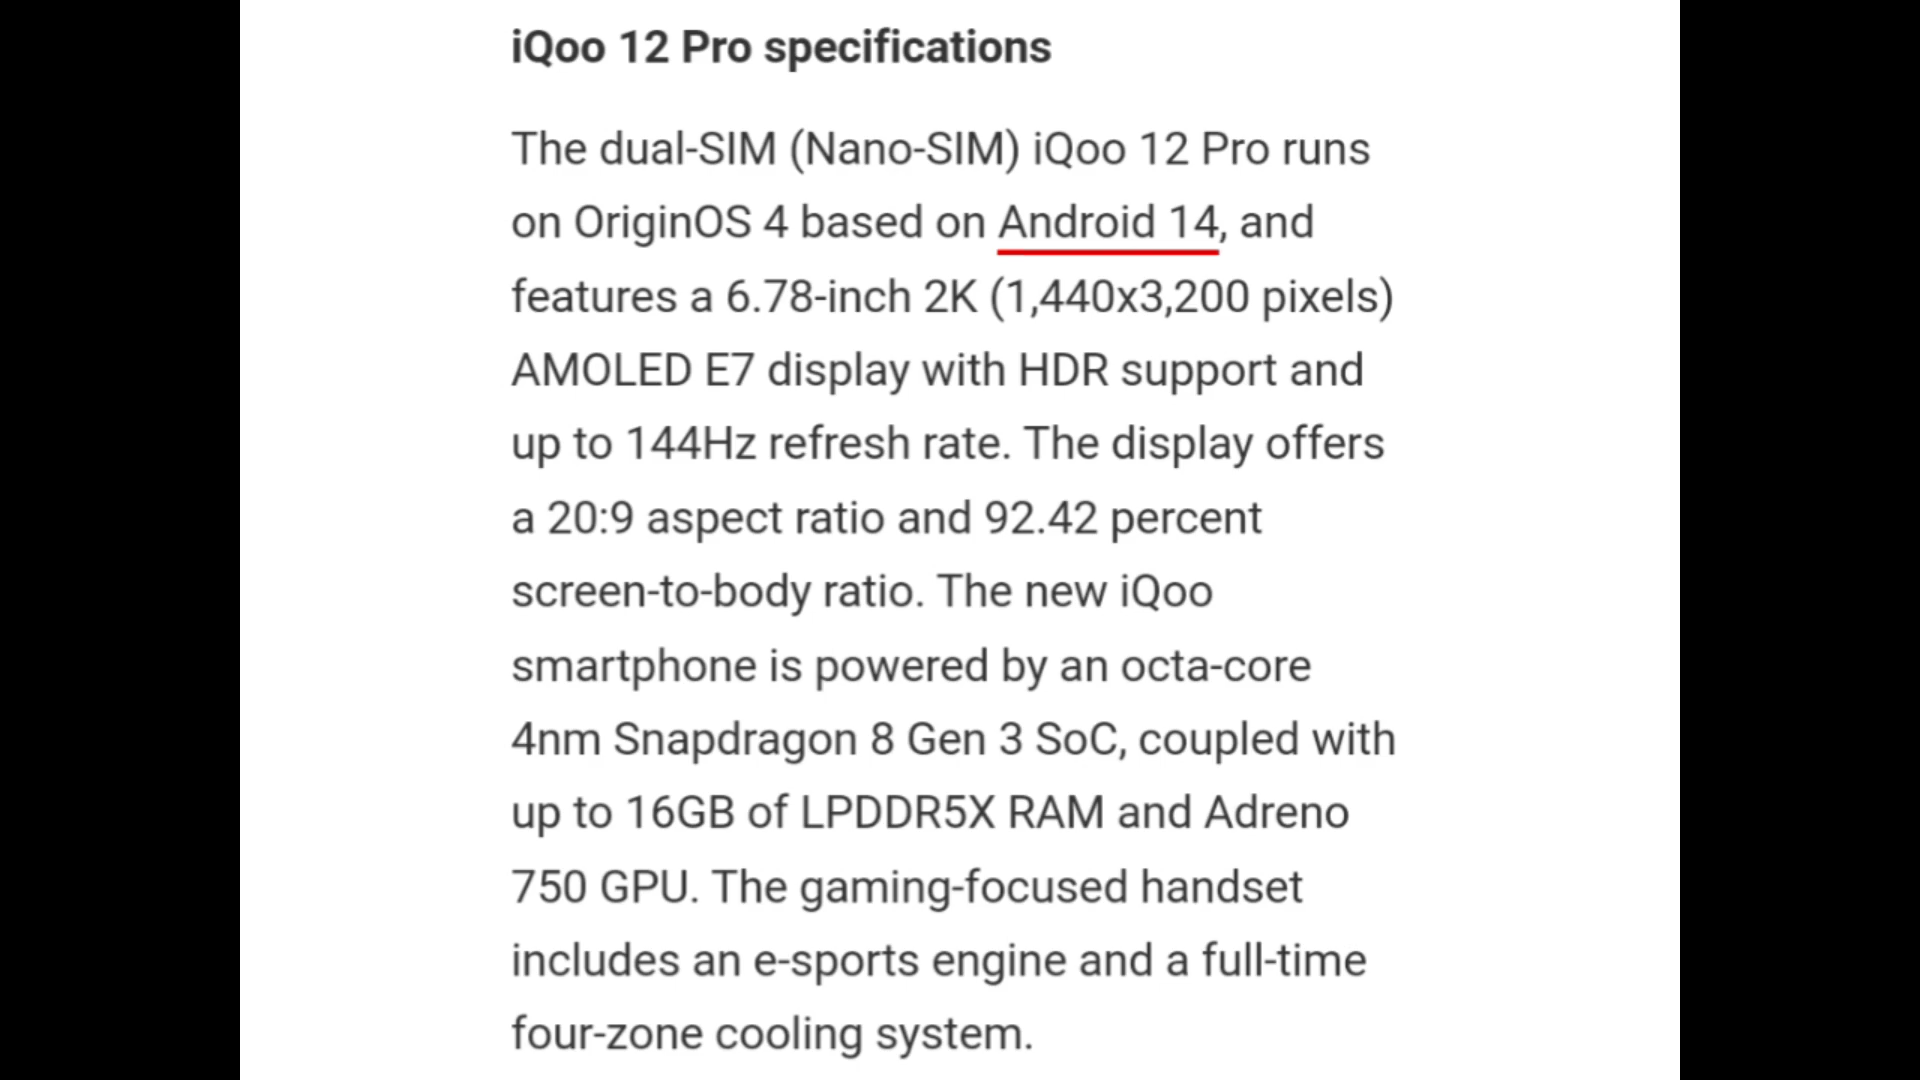 iQoo 12 Pro specifications
The dual-SIM (Nano-SIM) iQoo 12 Pro runs
on OriginOS 4 based on Android 14, and
features a 6.78-inch 2K (1,440x3,200 pixels)
AMOLED E7 display with HDR support and
up to 144Hz refresh rate. The display offers
a 20:9 aspect ratio and 92.42 percent
screen-to-body ratio. The new iQoo
smartphone is powered by an octa-core
4nm Snapdragon 8 Gen 3 SoC, coupled with
up to 16GB of LPDDR5X RAM and Adreno
750 GPU. The gaming-focused handset
includes an e-sports engine and a full-time
four-zone cooling system.